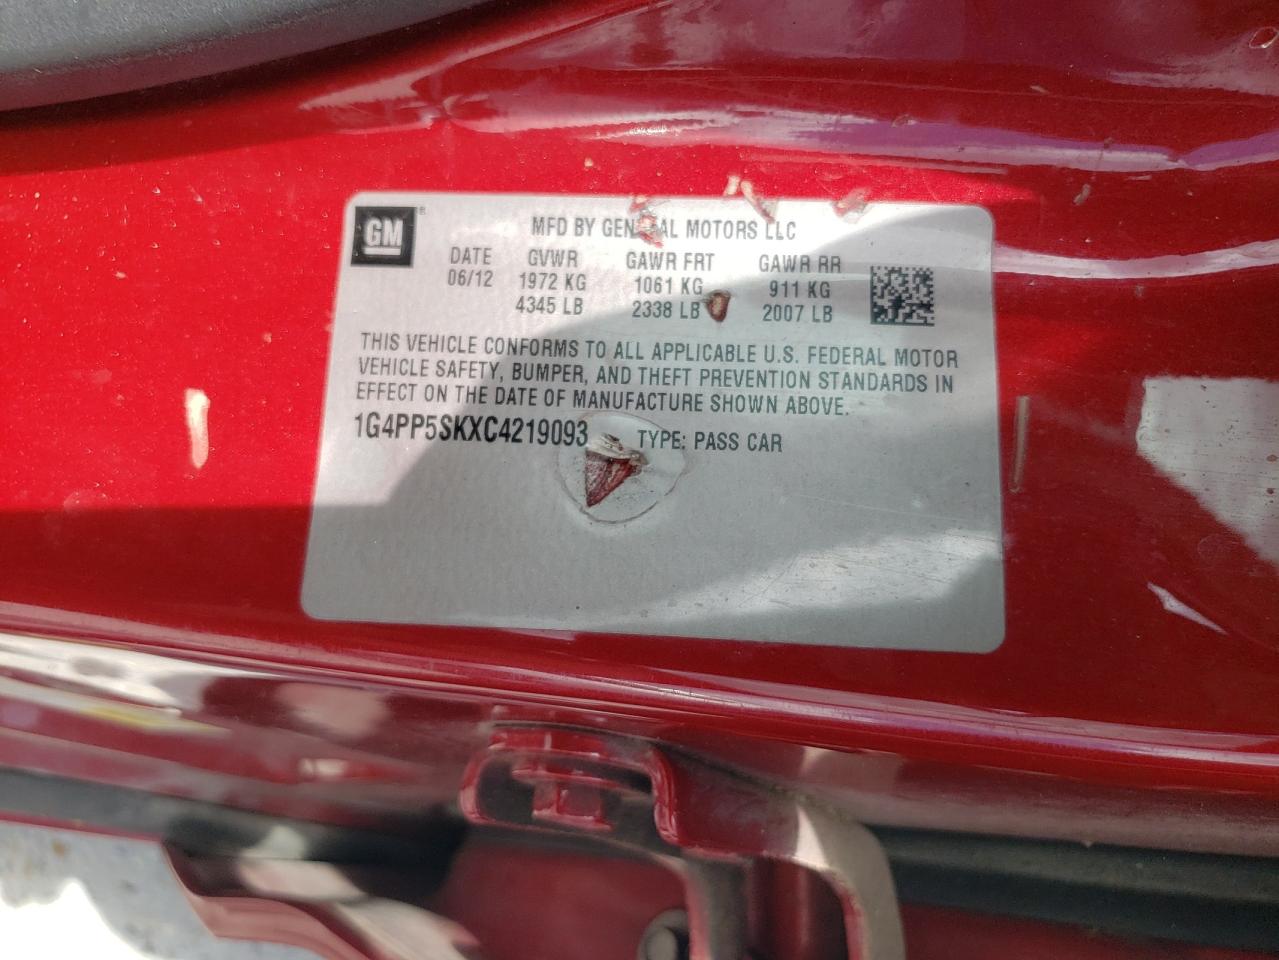 GM®
MFD BY GENERAL MOTORS LLC
DATE GVWR GAWR FRT GAWR RR
06/12 1972 KG 1061 KG 911 KG
4345 LB 2338 LB 2007 LB
THIS VEHICLE CONFORMS TO ALL APPLICABLE U.S. FEDERAL MOTOR
VEHICLE SAFETY, BUMPER, AND THEFT PREVENTION STANDARDS IN
EFFECT ON THE DATE OF MANUFACTURE SHOWN ABOVE.
1G4PP5SKXC4219093 TYPE: PASS CAR